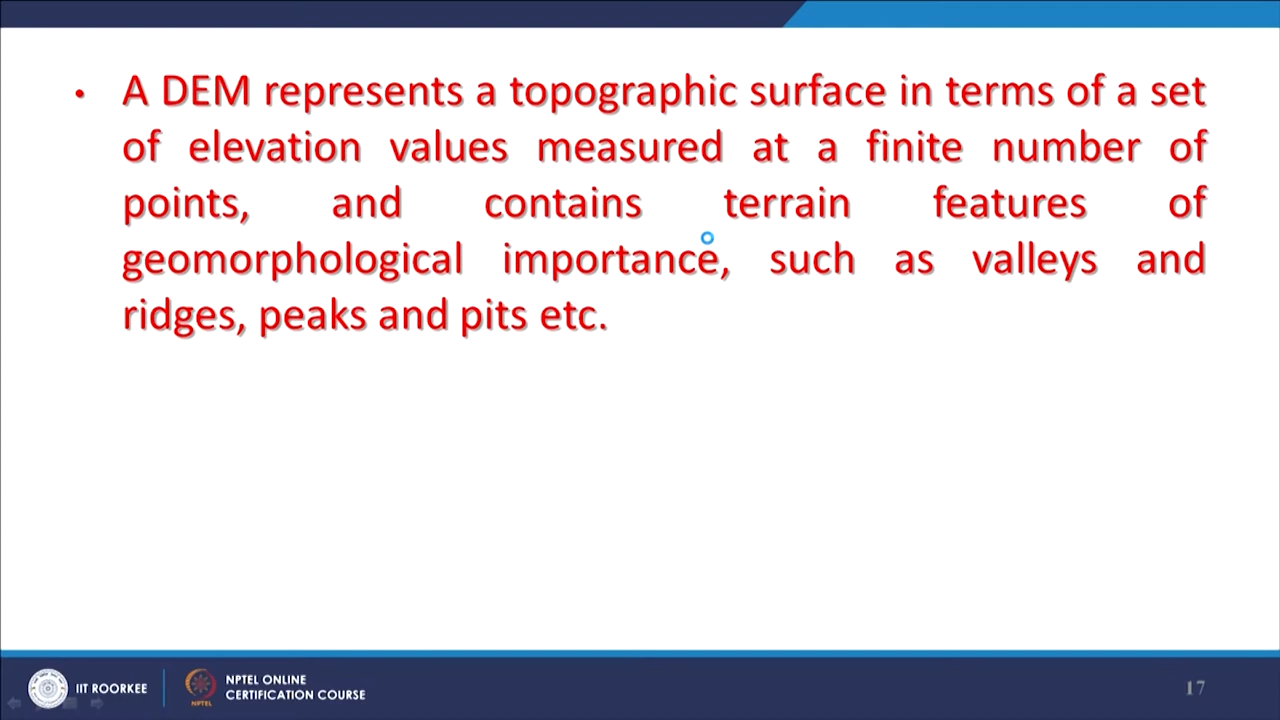 • A DEM represents a topographic surface in terms of a set
of elevation values measured at a finite number of
points, and contains terrain features of
geomorphological importance, such as valleys and
ridges, peaks and pits etc.
IIT ROORKEE
NPTEL
NPTEL ONLINE
CERTIFICATION COURSE
17